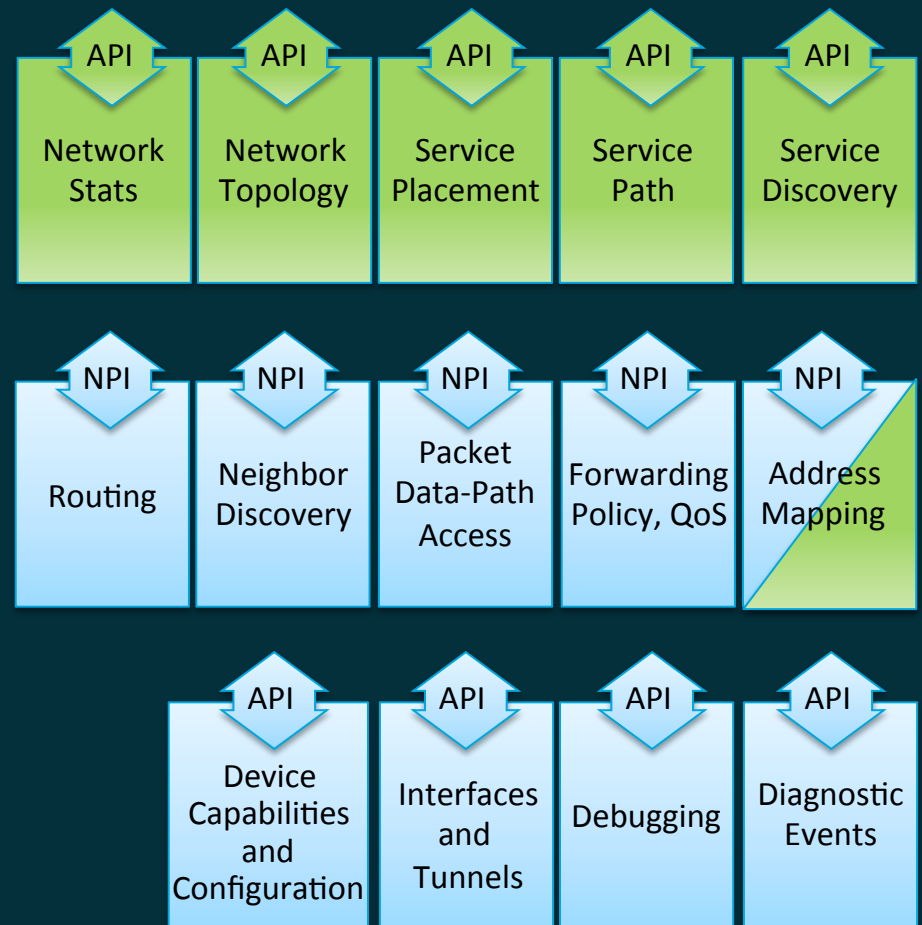 API
API
API
API
API
Network
Stats
Network
Topology
Service
Placement
Service
Path
Service
Discovery
NPI
NPI
NPI
NPI
NPI
Routing
Neighbor
Discovery
Packet
Data-Path
Access
Forwarding
Policy, QoS
Address
Mapping
API
API
API
API
Device
Capabilities
and
Configuration
Interfaces
and
Tunnels
Debugging
Diagnostic
Events